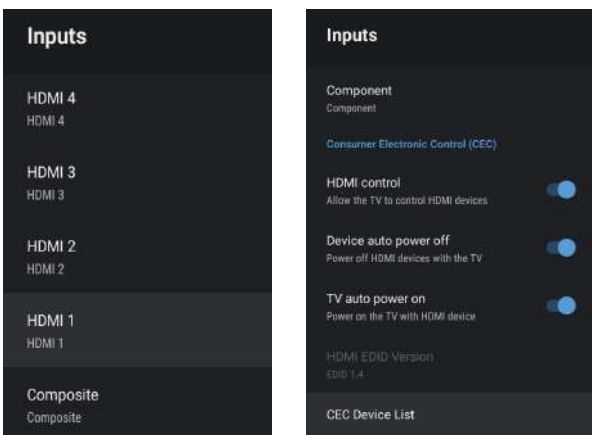 Inputs
HDMI 4
HDMI 4
HDMI 3
HDMI 3
HDMI 2
HDMI 2
HDMI 1
HDMI 1
Composite
Composite
Inputs
Component
Component
Consumer Electronic Control (CEC)
HDMI control
Allow the TV to control HDMI devices
Device auto power off
Power off HDMI devices with the TV
TV auto power on
Power on the TV with HDMI device
HDMI EDID Version
EDID 1.4
CEC Device List